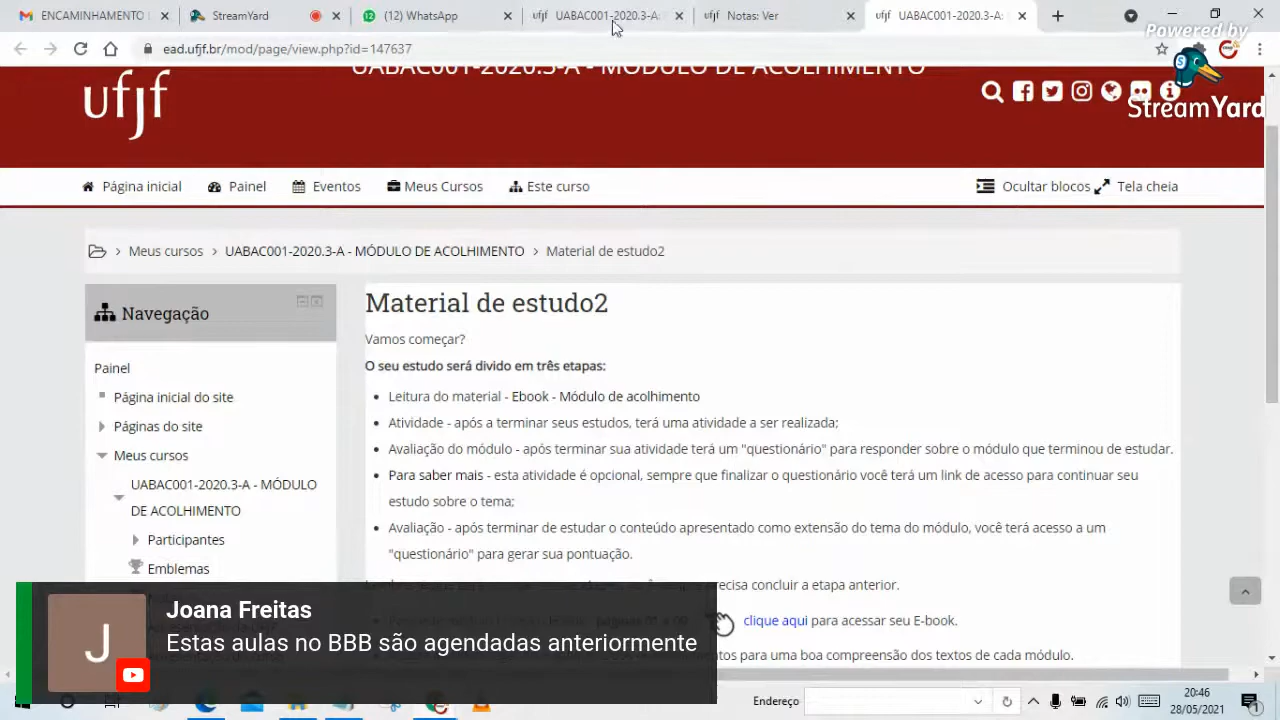 ENCAMINHAMENTO
StreamYard
(12) WhatsApp
UABAC001-2020.3-A:
Notas: Ver
UABAC001-2020.3-A:
ead.ufjf.br/mod/page/view.php?id=147637
Powered by
StreamYard
UABAC001-2020.3-A - MÓDULO DE ACOLHIMENTO
ufjf
Página inicial
Painel
Eventos
Meus Cursos
Este curso
Ocultar blocos
Tela cheia
Meus cursos > UABAC001-2020.3-A - MÓDULO DE ACOLHIMENTO > Material de estudo2
Navegação
Painel
Página inicial do site
Páginas do site
Meus cursos
UABAC001-2020.3-A - MÓDULO
DE ACOLHIMENTO
Participantes
Emblemas
Material de estudo2
Vamos começar?
O seu estudo será divido em três etapas:
Leitura do material - Ebook - Módulo de acolhimento
Atividade - após a terminar seus estudos, terá uma atividade a ser realizada;
Avaliação do módulo - após terminar sua atividade terá um "questionário" para responder sobre o módulo que terminou de estudar.
Para saber mais - esta atividade é opcional, sempre que finalizar o questionário você terá um link de acesso para continuar seu
estudo sobre o tema;
Avaliação - após terminar de estudar o conteúdo apresentado como extensão do tema do módulo, você terá acesso a um
"questionário" para gerar sua pontuação.
precisa concluir a etapa anterior.
clique aqui para acessar seu E-book.
para uma boa compreensão dos textos de cada módulo.
J
Joana Freitas
Estas aulas no BBB são agendadas anteriormente
Endereço
20:46
28/05/2021